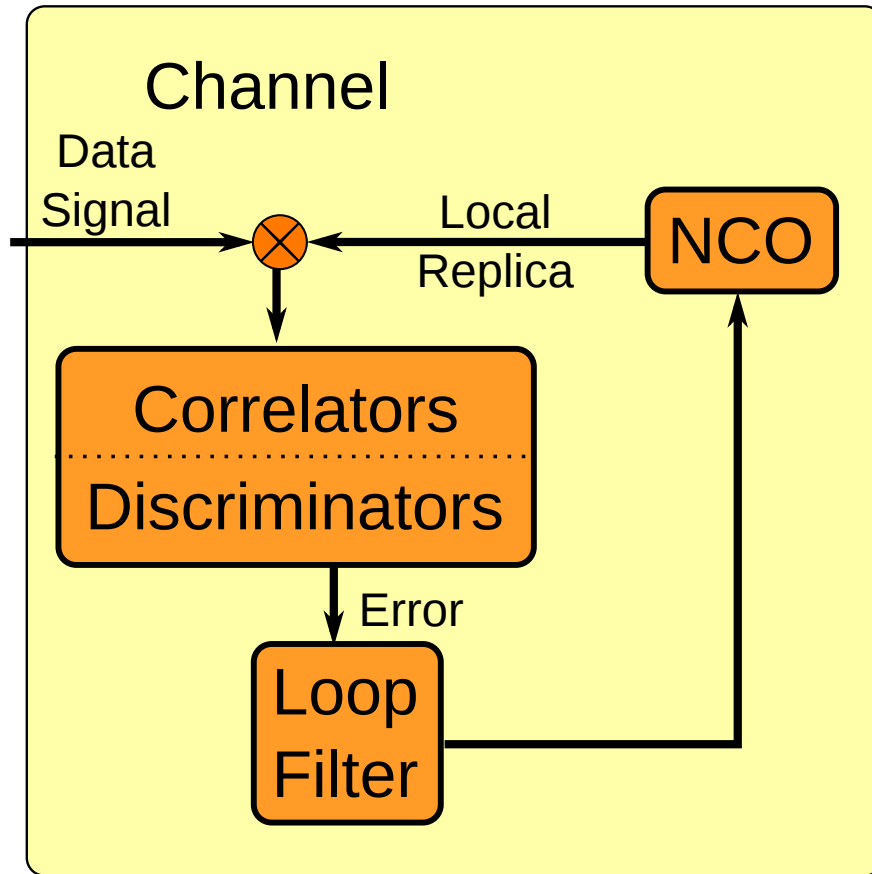 Channel
Data
Signal
Local
Replica
NCO
Correlators
Discriminators
Error
Loop
Filter